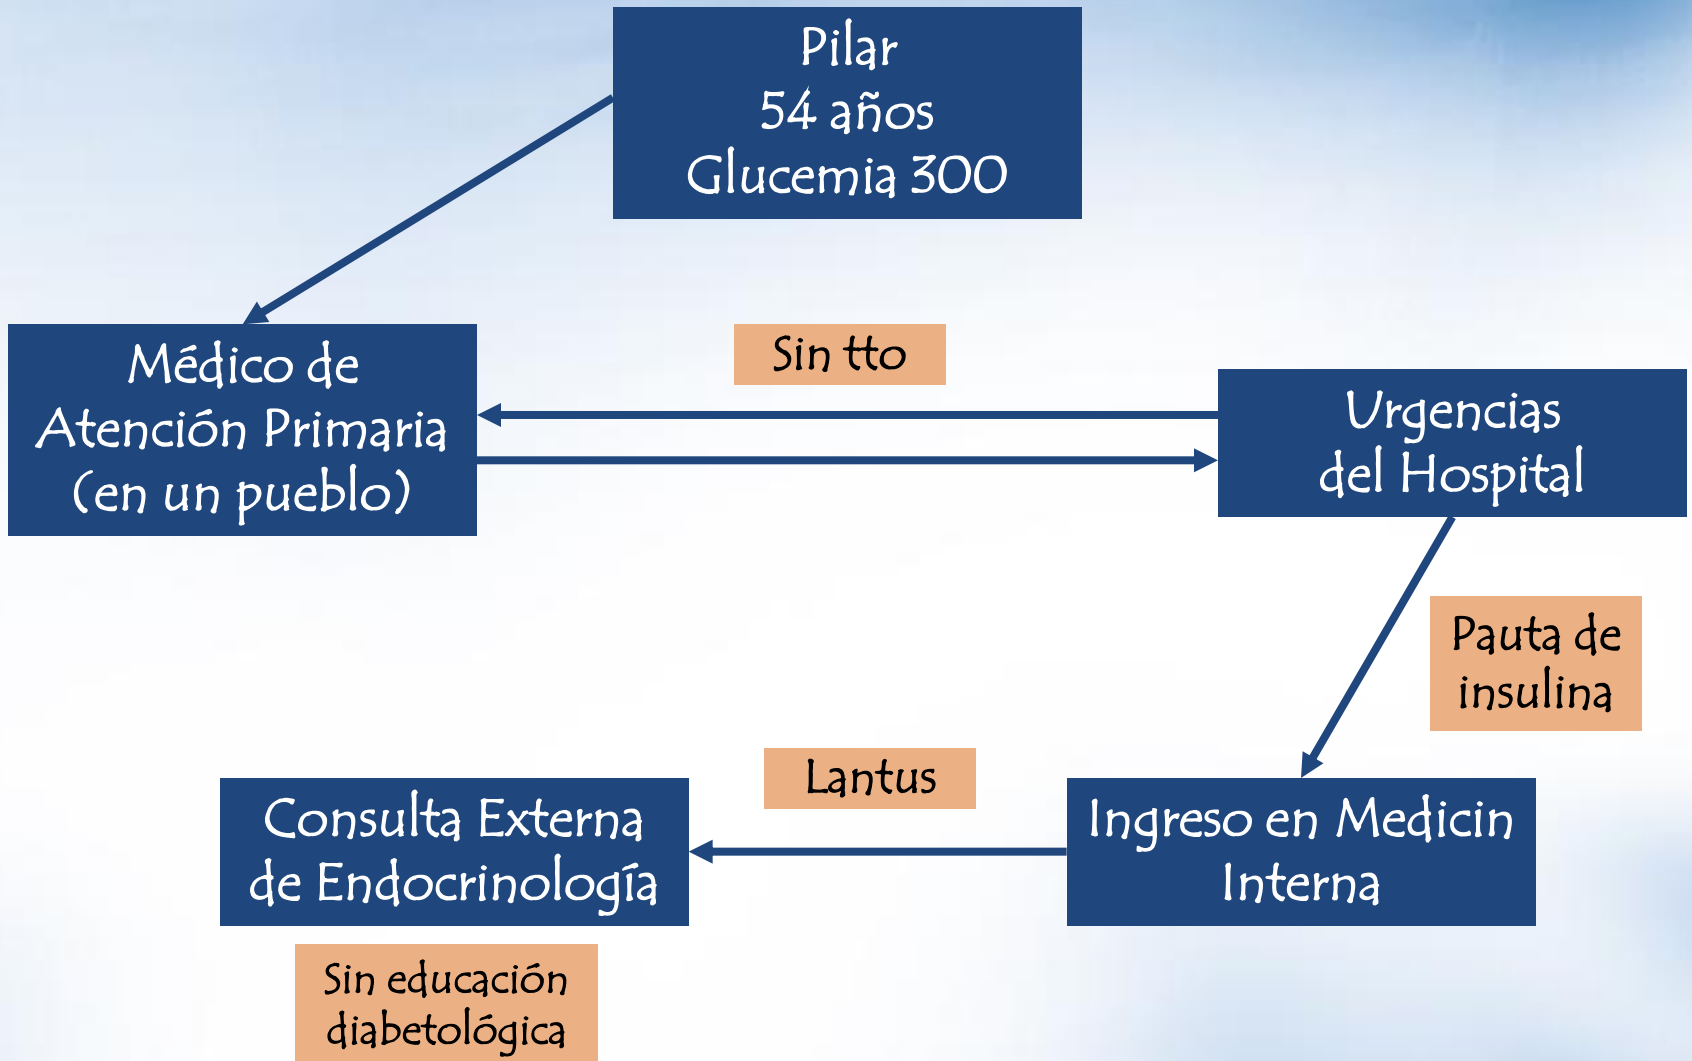 Pilar
54 años
Glucemia 300
Médico de
Atención Primaria
(en un pueblo)
Sin tto
Urgencias
del Hospital
Pauta de
insulina
Lantus
Consulta Externa
de Endocrinología
Ingreso en Medicin
Interna
Sin educación
diabetológica